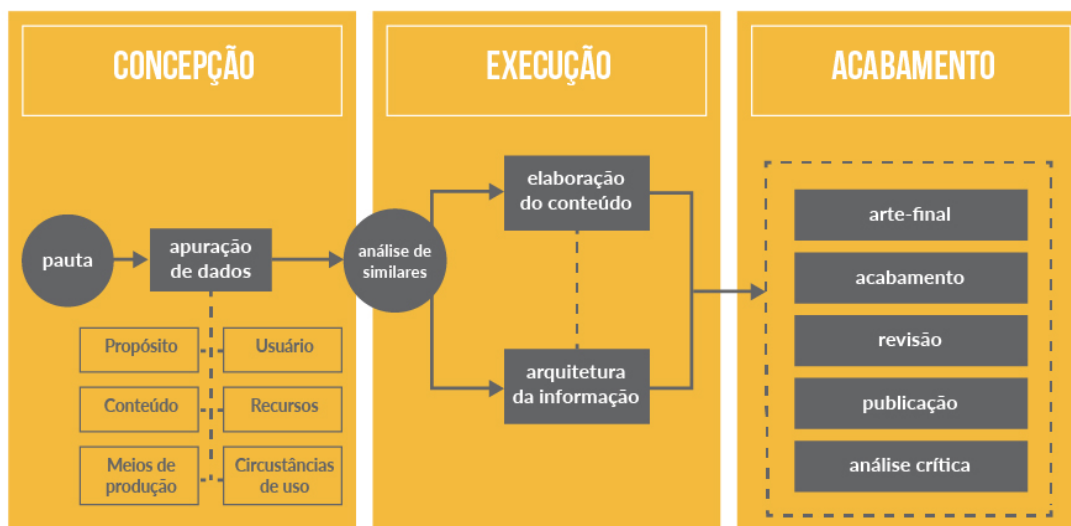 CONCEPÇÃO
pauta
apuração
de dados
Propósito
Usuário
Conteúdo
Recursos
Meios de
produção
Circustâncias
de uso
EXECUÇÃO
análise de
similares
elaboração
do conteúdo
arquitetura
da informação
ACABAMENTO
arte-final
acabamento
revisão
publicação
análise crítica